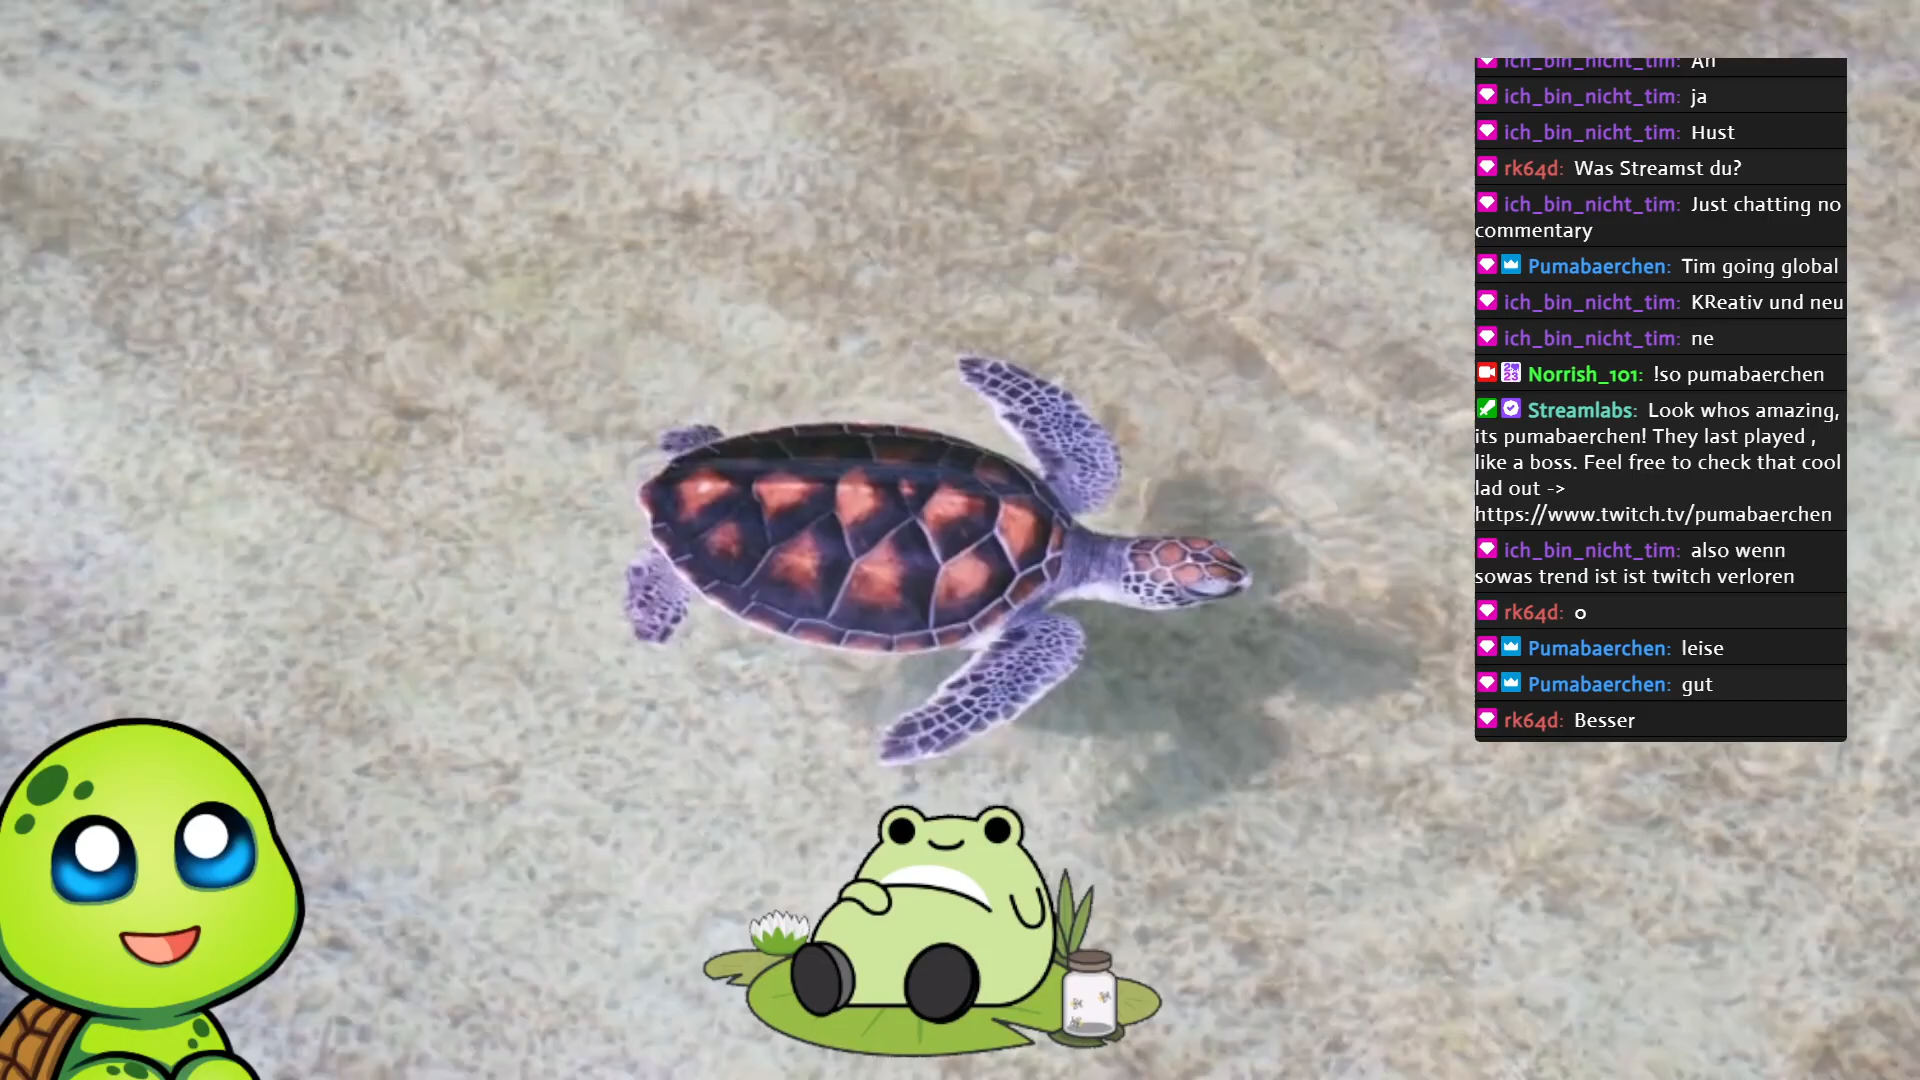 ich_bin_nicht_tim: An
ich_bin_nicht_tim: ja
ich_bin_nicht_tim: Hust
rk64d: Was Streamst du?
ich_bin_nicht_tim: Just chatting no
commentary
Pumabaerchen: Tim going global
ich_bin_nicht_tim: KReativ und neu
ich_bin_nicht_tim: ne
Norrish_101: !so pumabaerchen
Streamlabs: Look whos amazing,
its pumabaerchen! They last played ,
like a boss. Feel free to check that cool
lad out ->
https://www.twitch.tv/pumabaerchen
ich_bin_nicht_tim: also wenn
sowas trend ist ist twitch verloren
rk64d: o
Pumabaerchen: leise
Pumabaerchen: gut
rk64d: Besser